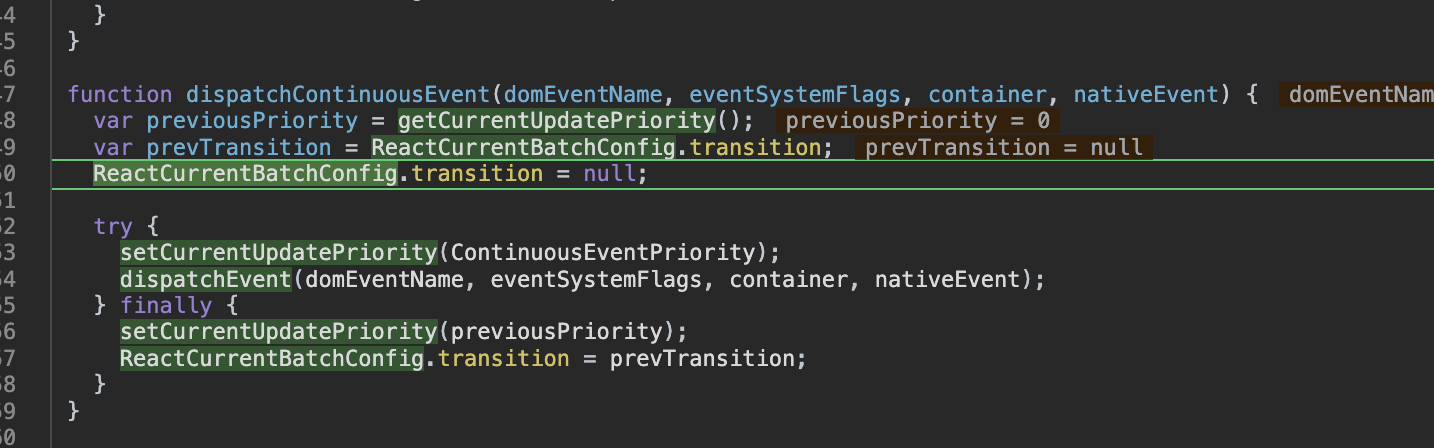 4 }
5 }
6
7 function dispatchContinuousEvent(domEventName, eventSystemFlags, container, nativeEvent) { domEventNam
8 var previousPriority = getCurrentUpdatePriority(); previousPriority = 0
9 var prevTransition = ReactCurrentBatchConfig.transition; prevTransition = null
0 ReactCurrentBatchConfig.transition = null;
1
2 try {
3 setCurrentUpdatePriority(ContinuousEventPriority);
4 dispatchEvent(domEventName, eventSystemFlags, container, nativeEvent);
5 } finally {
6 setCurrentUpdatePriority(previousPriority);
7 ReactCurrentBatchConfig.transition = prevTransition;
8 }
9 }
0